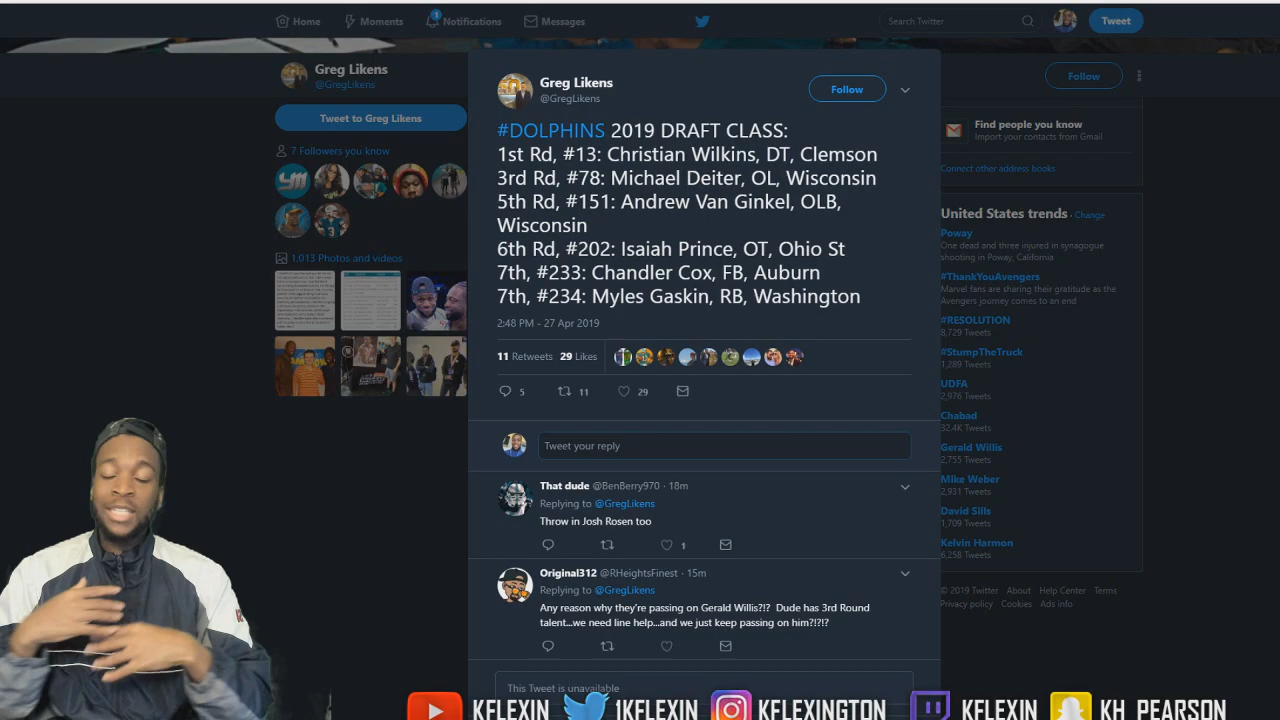 Home
Moments
1
Notifications
Messages
Search Twitter
Tweet
Greg Likens
@GregLikens
Tweet to Greg Likens
7 Followers you know
1,013 Photos and videos
Greg Likens
@GregLikens
Follow
#DOLPHINS 2019 DRAFT CLASS:
1st Rd, #13: Christian Wilkins, DT, Clemson
3rd Rd, #78: Michael Deiter, OL, Wisconsin
5th Rd, #151: Andrew Van Ginkel, OLB,
Wisconsin
6th Rd, #202: Isaiah Prince, OT, Ohio St
7th, #233: Chandler Cox, FB, Auburn
7th, #234: Myles Gaskin, RB, Washington
2:48 PM - 27 Apr 2019
11 Retweets 29 Likes
5 11 29
Tweet your reply
That dude @BenBerry970 · 18m
Replying to @GregLikens
Throw in Josh Rosen too
1
Original312 @RHeightsFinest · 15m
Replying to @GregLikens
Any reason why they're passing on Gerald Willis?!? Dude has 3rd Round
talent...we need line help...and we just keep passing on him?!?!?
This Tweet is unavailable
Follow
Find people you know
Import your contacts from Gmail
Connect other address books
United States trends · Change
Poway
One dead and three injured in synagogue
shooting in Poway, California
#ThankYouAvengers
Marvel fans are sharing their gratitude as the
Avengers journey comes to an end
#RESOLUTION
8,729 Tweets
#StumpTheTruck
1,289 Tweets
UDFA
2,976 Tweets
Chabad
32.4K Tweets
Gerald Willis
2,755 Tweets
Mike Weber
2,931 Tweets
David Sills
1,709 Tweets
Kelvin Harmon
6,258 Tweets
© 2019 Twitter About Help Center Terms
Privacy policy Cookies Ads info
KFLEXIN 1KFLEXIN KFLEXINGTON KFLEXIN KH_PEARSON